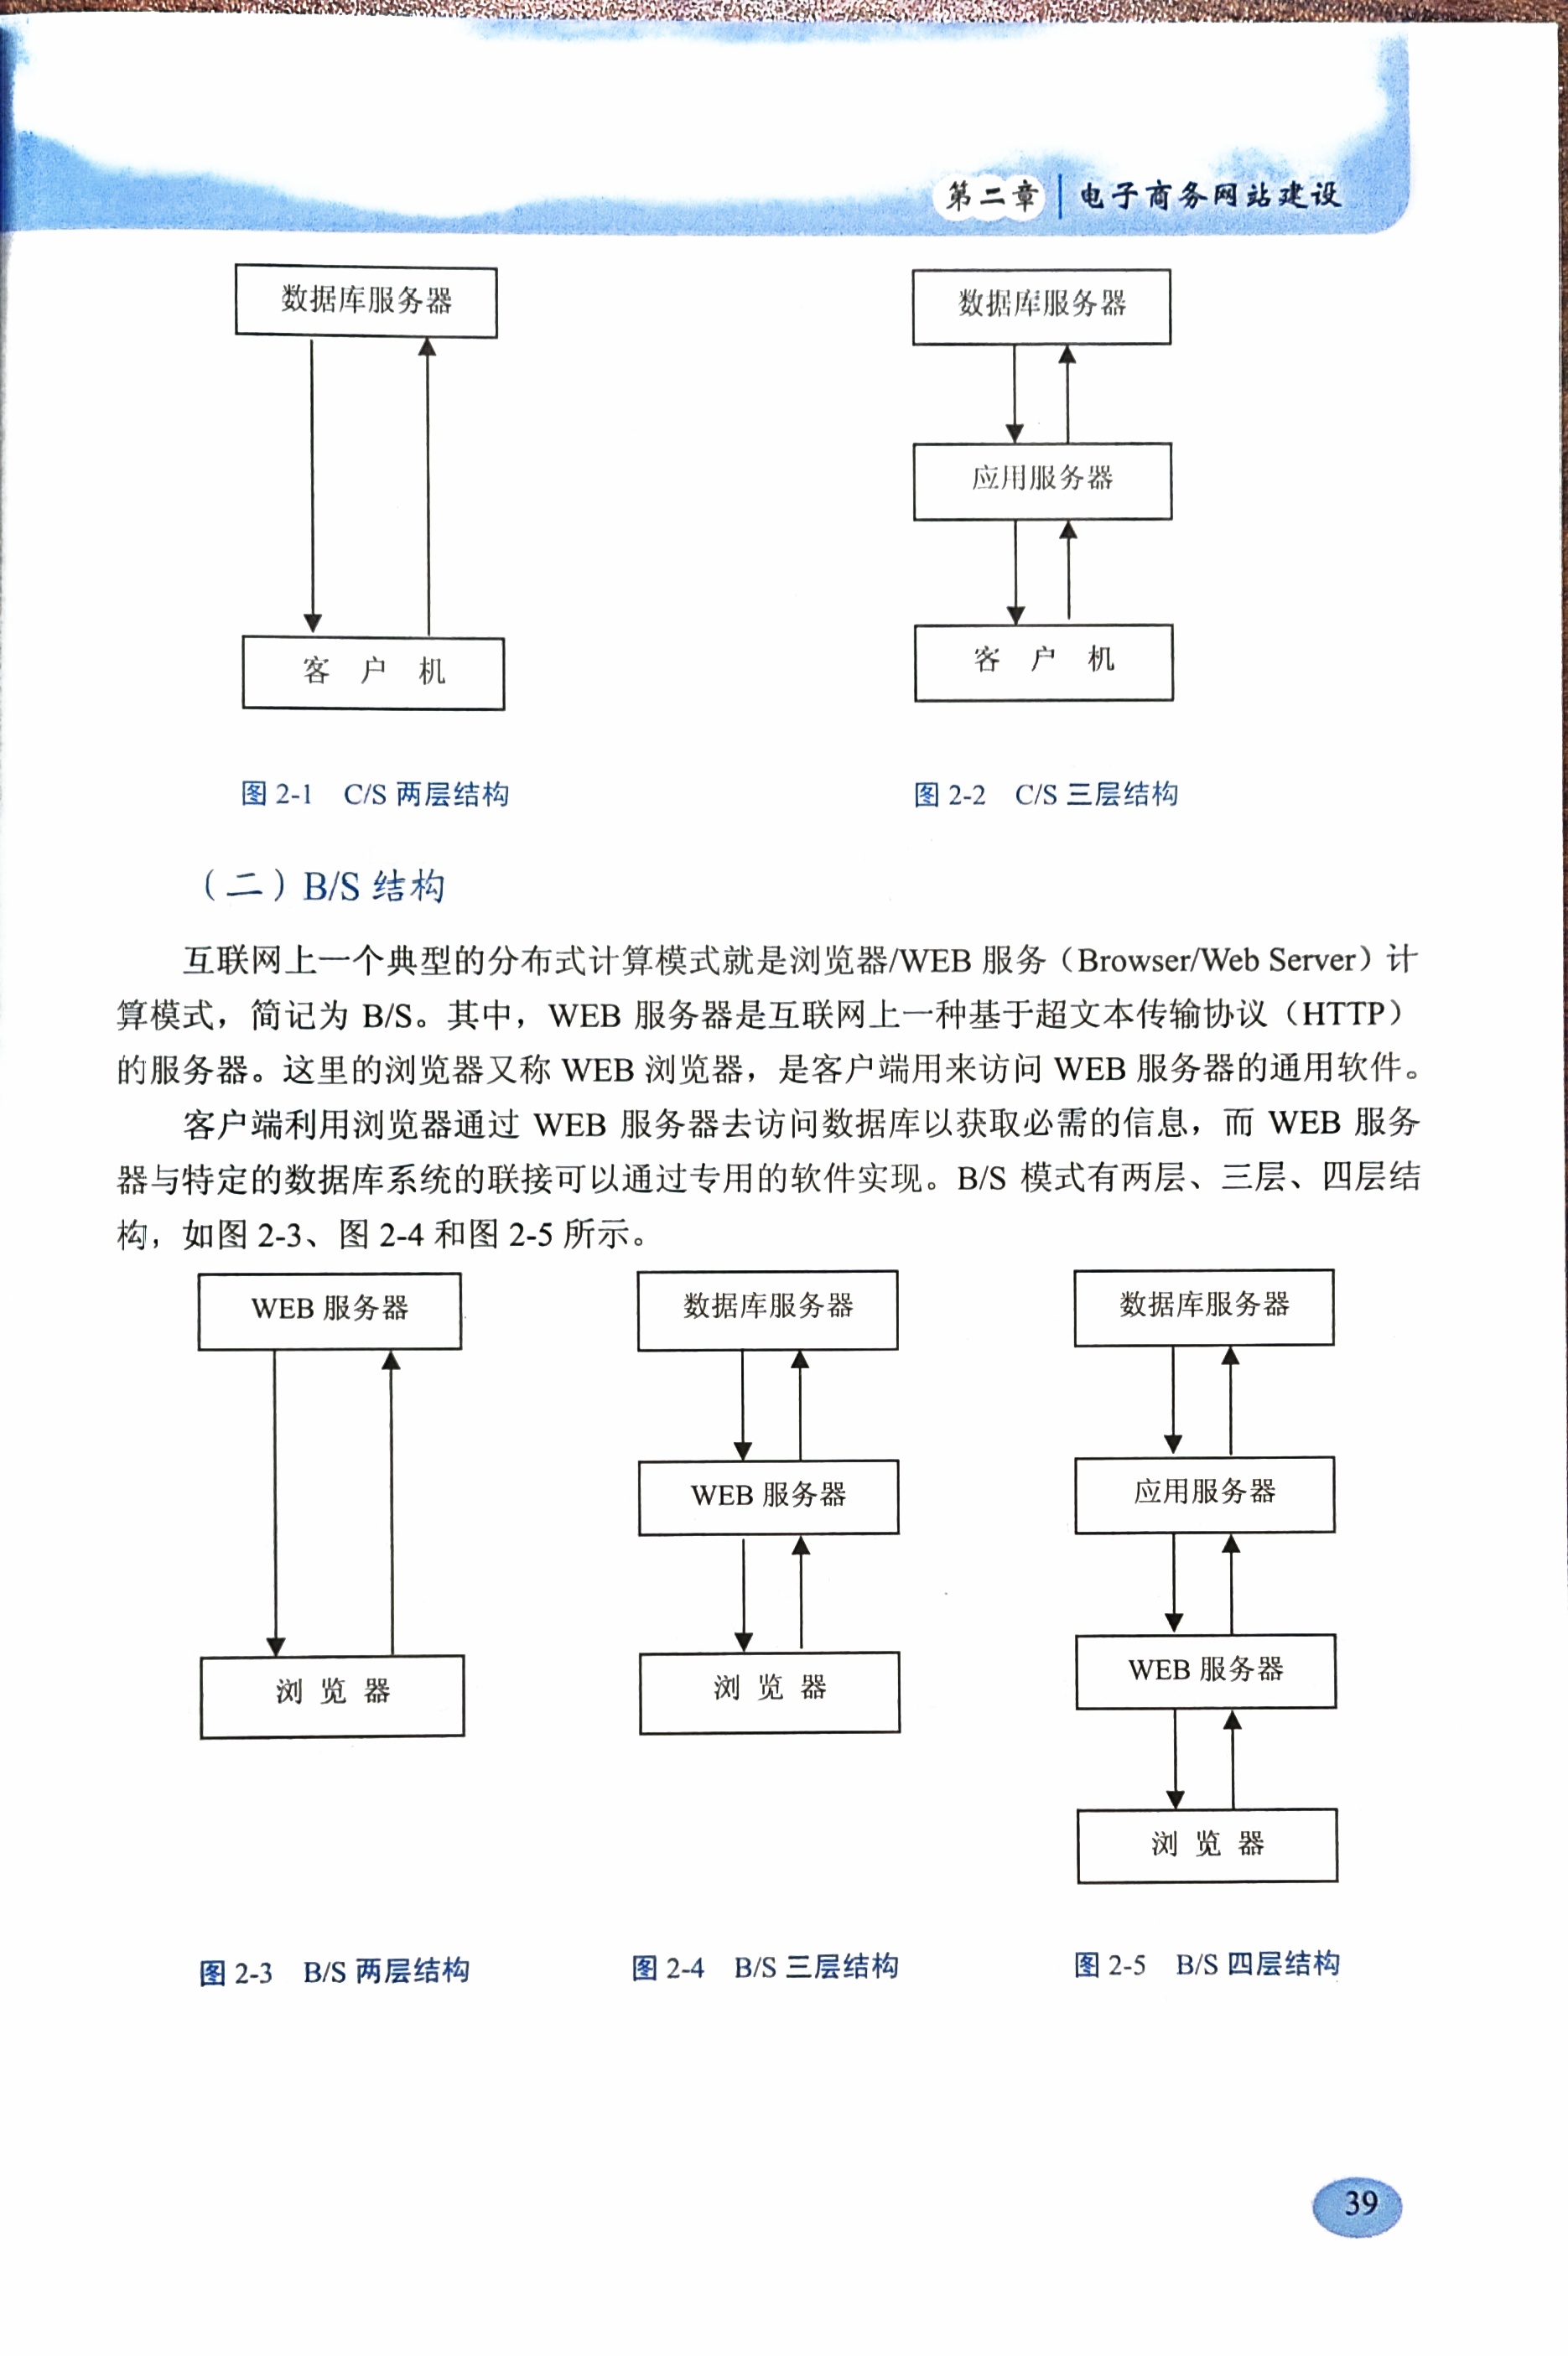 第二章 电子商务网站建设
数据库服务器
客 户 机
图 2-1 C/S 两层结构
数据库服务器
应用服务器
客 户 机
图 2-2 C/S 三层结构
（二）B/S 结构
互联网上一个典型的分布式计算模式就是浏览器/WEB 服务（Browser/Web Server）计
算模式，简记为 B/S。其中，WEB 服务器是互联网上一种基于超文本传输协议（HTTP）
的服务器。这里的浏览器又称 WEB 浏览器，是客户端用来访问 WEB 服务器的通用软件。
客户端利用浏览器通过 WEB 服务器去访问数据库以获取必需的信息，而 WEB 服务
器与特定的数据库系统的联接可以通过专用的软件实现。B/S 模式有两层、三层、四层结
构，如图 2-3、图 2-4 和图 2-5 所示。
WEB 服务器
浏 览 器
图 2-3 B/S 两层结构
数据库服务器
WEB 服务器
浏 览 器
图 2-4 B/S 三层结构
数据库服务器
应用服务器
WEB 服务器
浏 览 器
图 2-5 B/S 四层结构
39